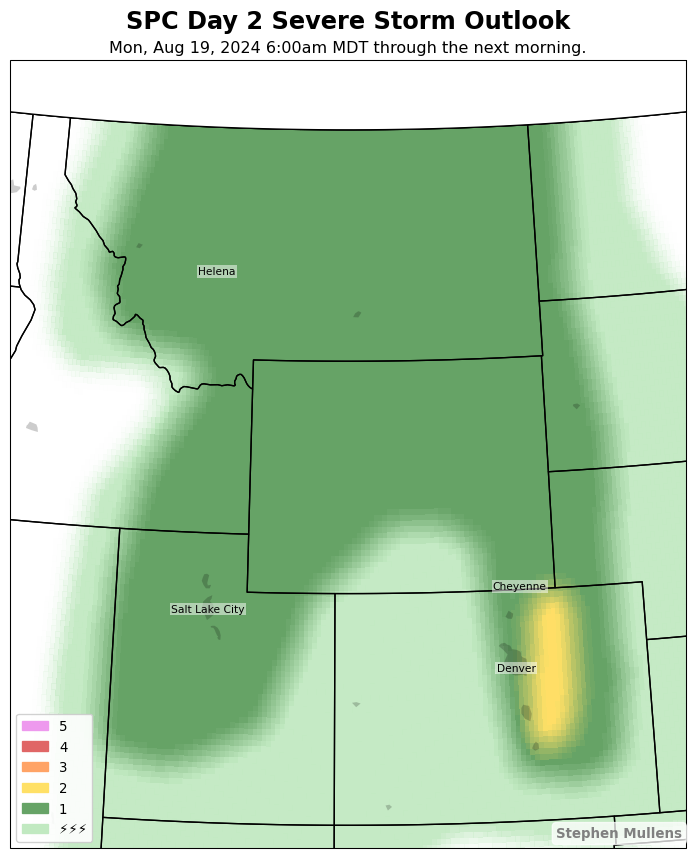 SPC Day 2 Severe Storm Outlook
Mon, Aug 19, 2024 6:00am MDT through the next morning.
Helena
Cheyenne
Salt Lake City
Denver
5
4
3
2
1
⚡⚡⚡
Stephen Mullens